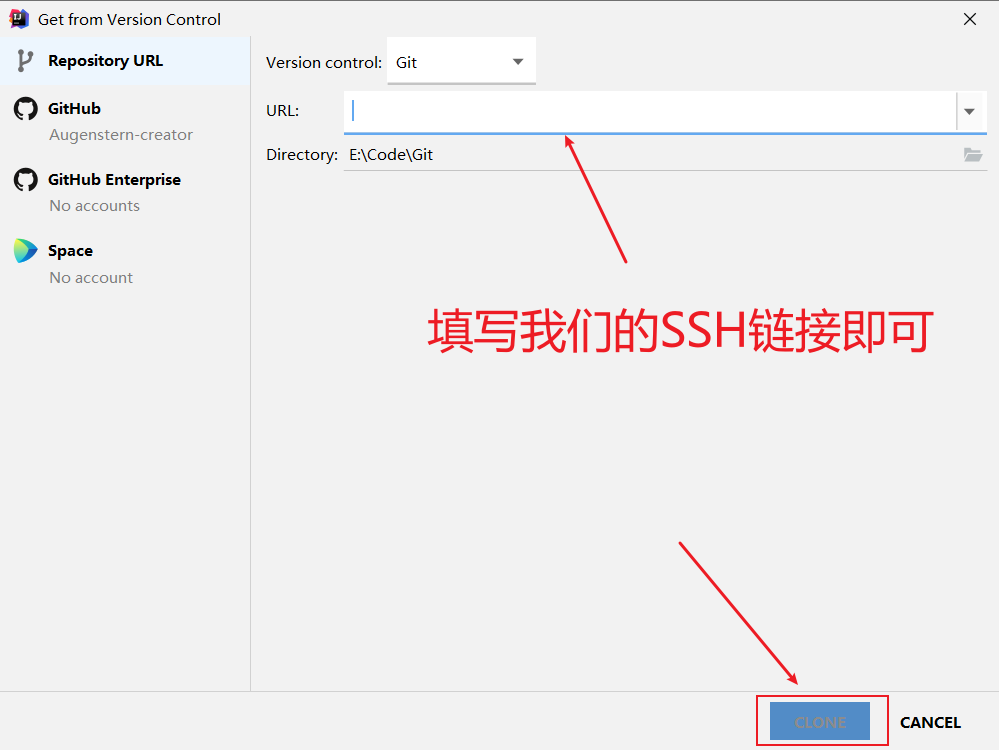 Get from Version Control
Repository URL
GitHub
Augenstern-creator
GitHub Enterprise
No accounts
Space
No account
Version control: Git
URL:
Directory: E:\Code\Git
填写我们的SSH链接即可
CLONE CANCEL